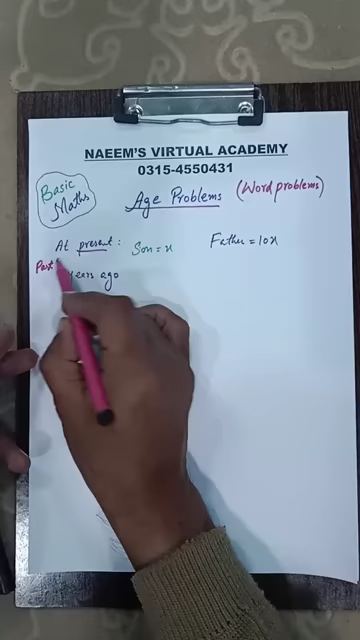 NAEEM'S VIRTUAL ACADEMY
0315-4550431
Basic Maths
Age Problems (Word problems)
At present : Son = x Father = 10x
Past
years ago